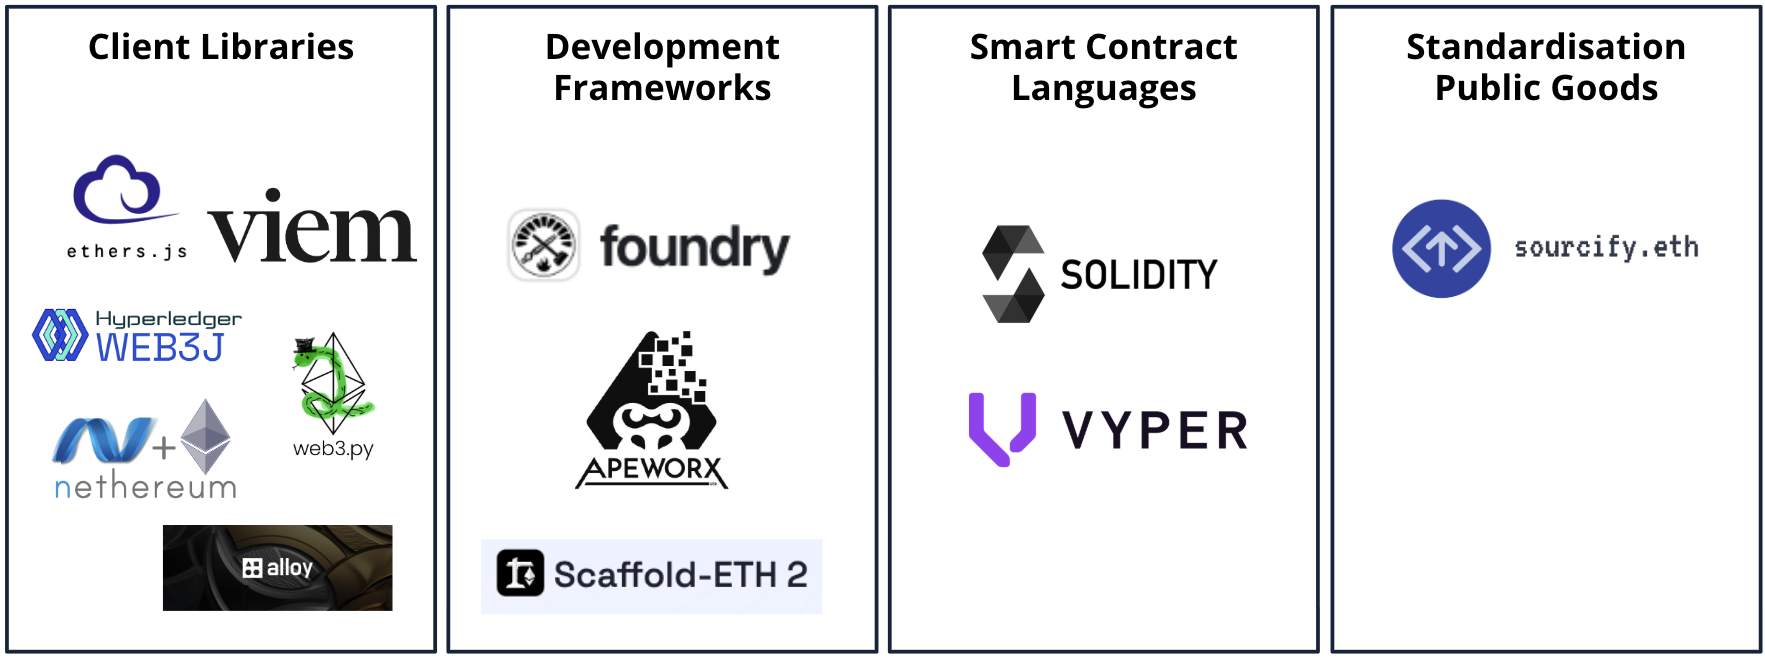 Client Libraries
ethers.js
viem
Hyperledger
WEB3J
web3.py
nethereum
alloy
Development
Frameworks
foundry
APEWORX
Scaffold-ETH 2
Smart Contract
Languages
SOLIDITY
VYPER
Standardisation
Public Goods
sourcify.eth